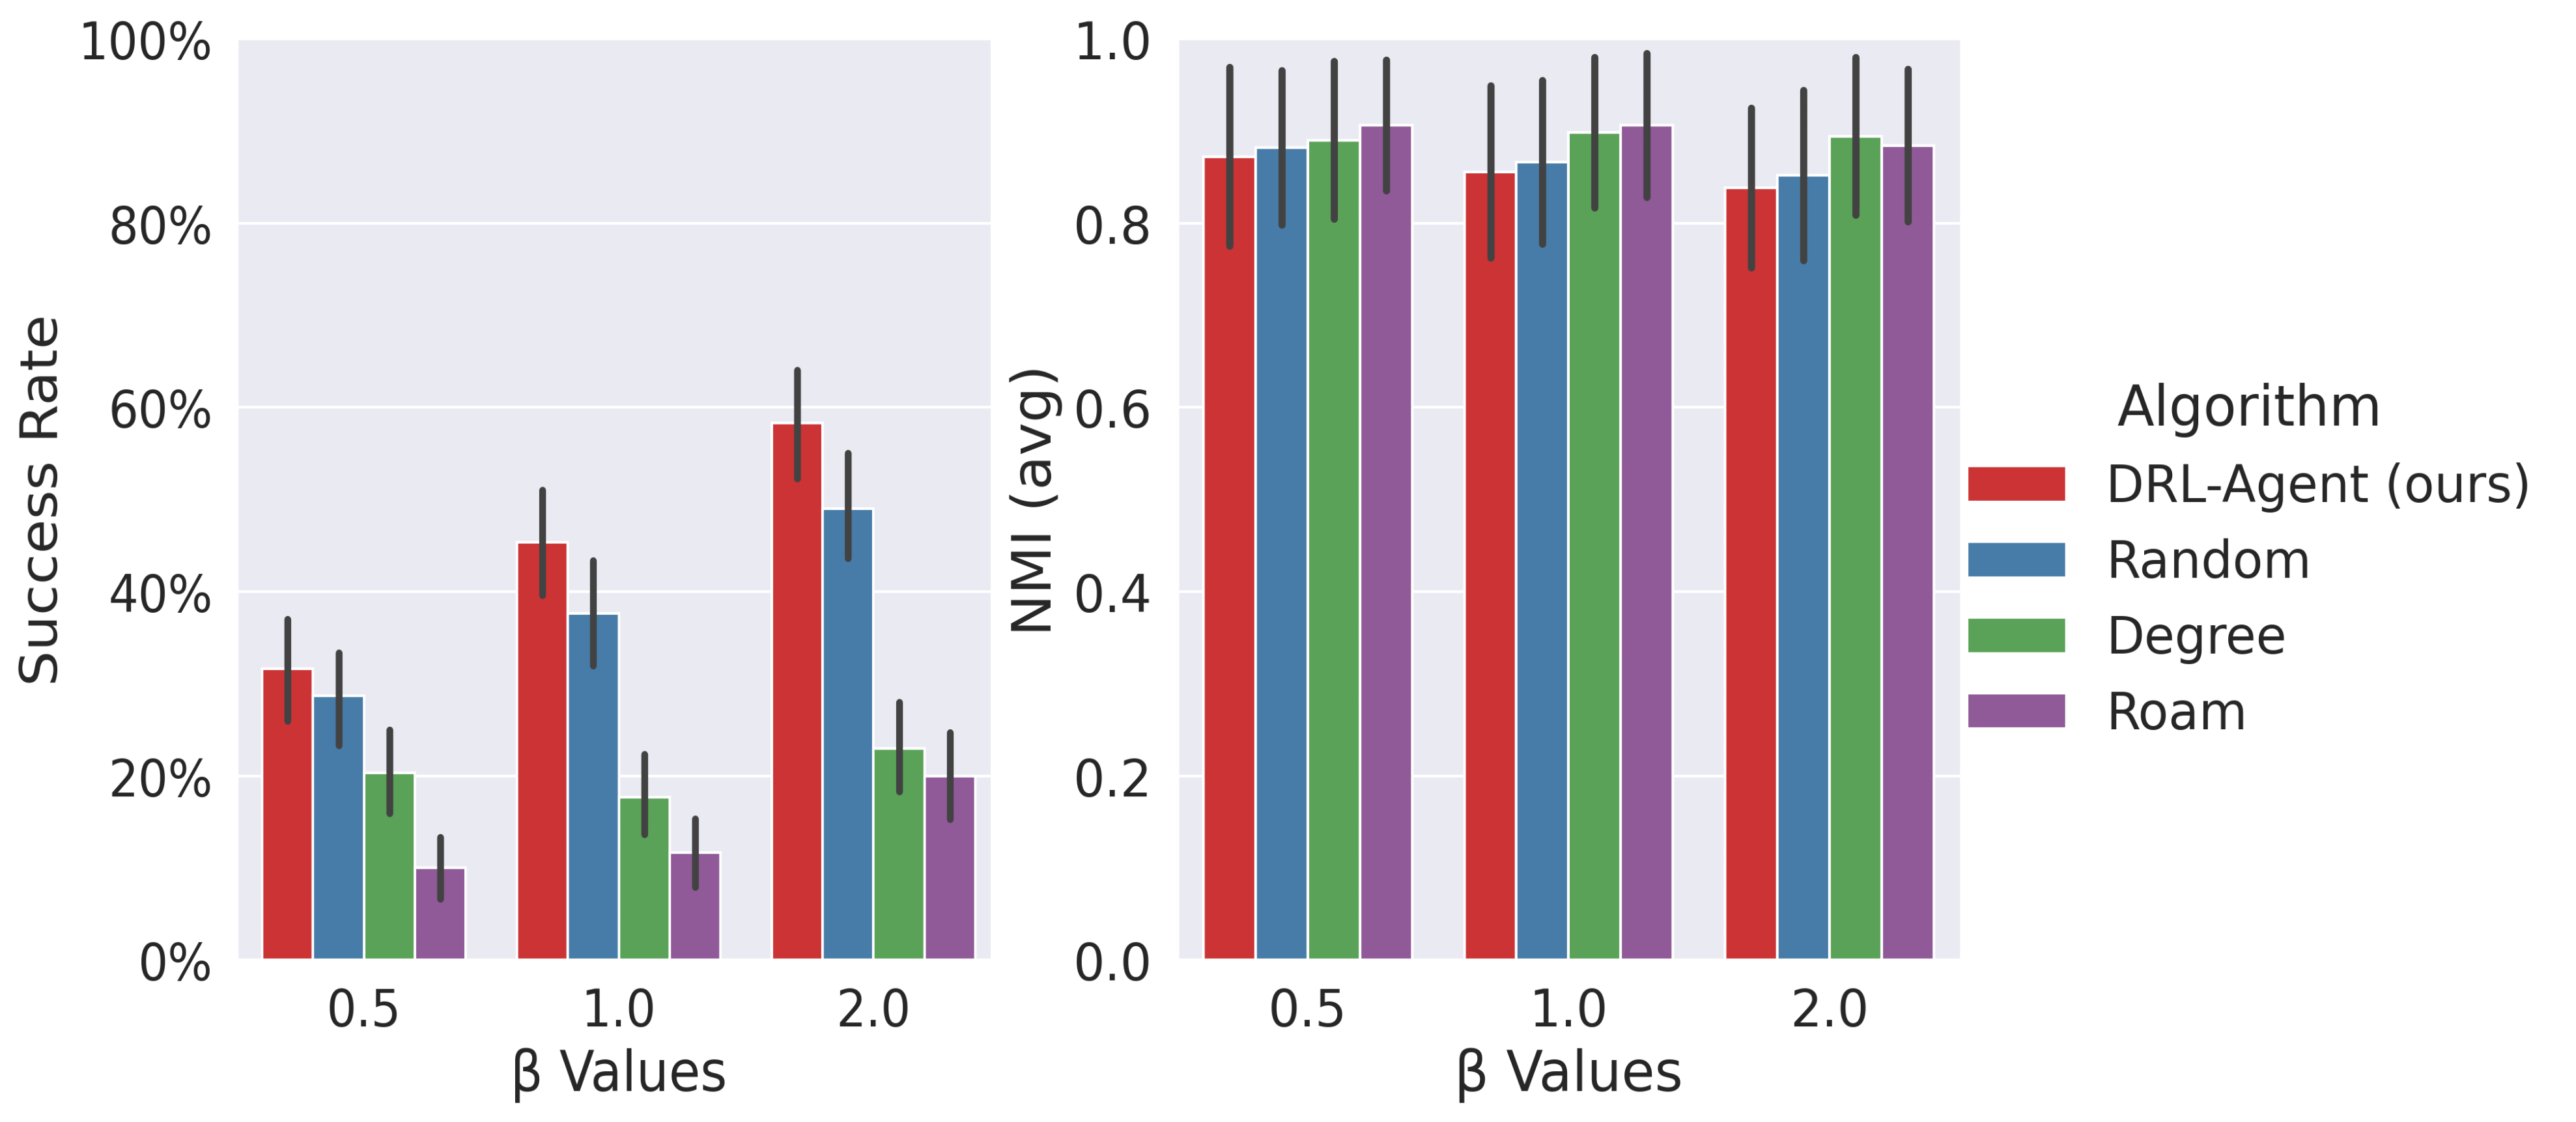 Success Rate
100%
80%
60%
40%
20%
0%
0.5 1.0 2.0
β Values
NMI (avg)
1.0
0.8
0.6
0.4
0.2
0.0
0.5 1.0 2.0
β Values
Algorithm
DRL-Agent (ours)
Random
Degree
Roam